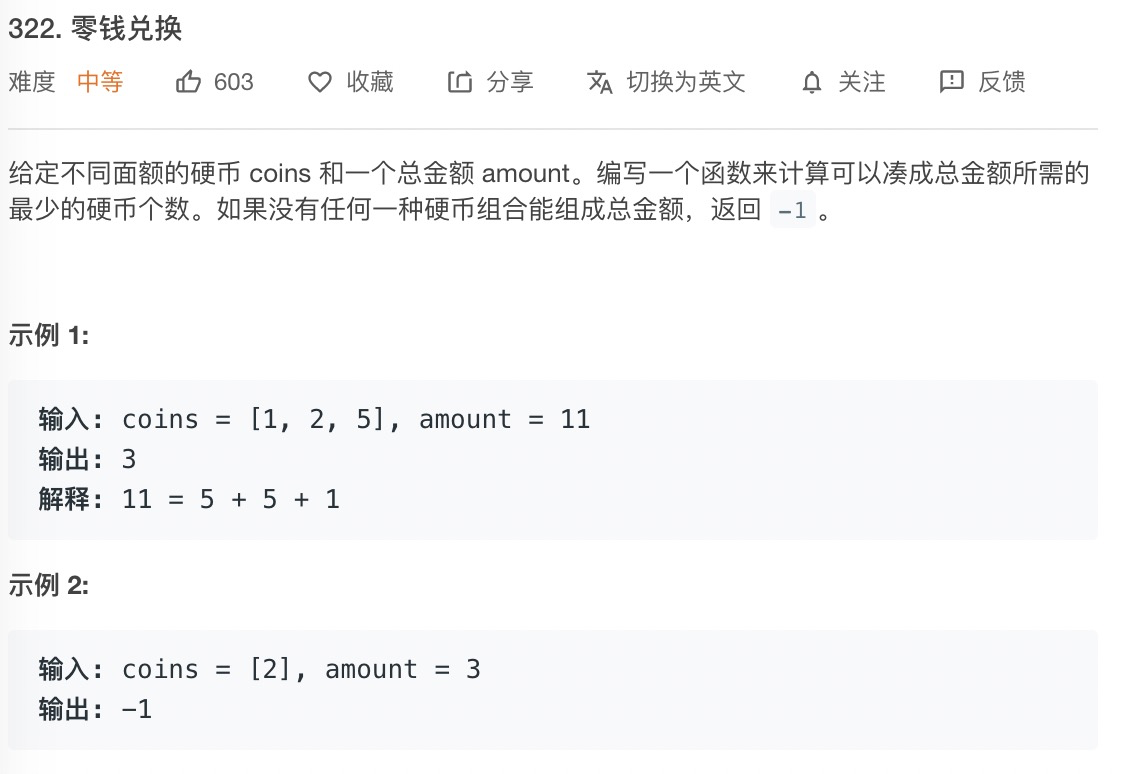 322. 零钱兑换
难度 中等 603 收藏 分享 切换为英文 关注 反馈
给定不同面额的硬币 coins 和一个总金额 amount。编写一个函数来计算可以凑成总金额所需的
最少的硬币个数。如果没有任何一种硬币组合能组成总金额，返回 -1 。
示例 1:
输入: coins = [1, 2, 5], amount = 11
输出: 3
解释: 11 = 5 + 5 + 1
示例 2:
输入: coins = [2], amount = 3
输出: -1